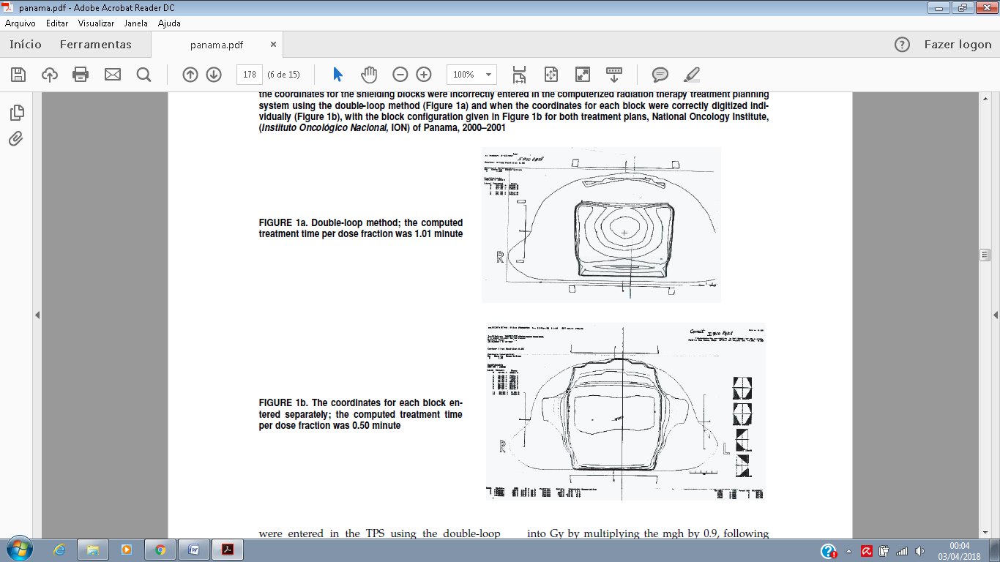 panama.pdf - Adobe Acrobat Reader DC
Arquivo Editar Visualizar Janela Ajuda
Início Ferramentas panama.pdf × ? Fazer logon
178 (6 de 15) 100%
the coordinates for the shielding blocks were incorrectly entered in the computerized radiation therapy treatment planning
system using the double-loop method (Figure 1a) and when the coordinates for each block were correctly digitized indi-
vidually (Figure 1b), with the block configuration given in Figure 1b for both treatment plans, National Oncology Institute,
(Instituto Oncológico Nacional, ION) of Panama, 2000–2001
FIGURE 1a. Double-loop method; the computed
treatment time per dose fraction was 1.01 minute
R
Correct
FIGURE 1b. The coordinates for each block en-
tered separately; the computed treatment time
per dose fraction was 0.50 minute
R L
were entered in the TPS using the double-loop
into Gy by multiplying the mgh by 0.9, following
00:04
03/04/2018